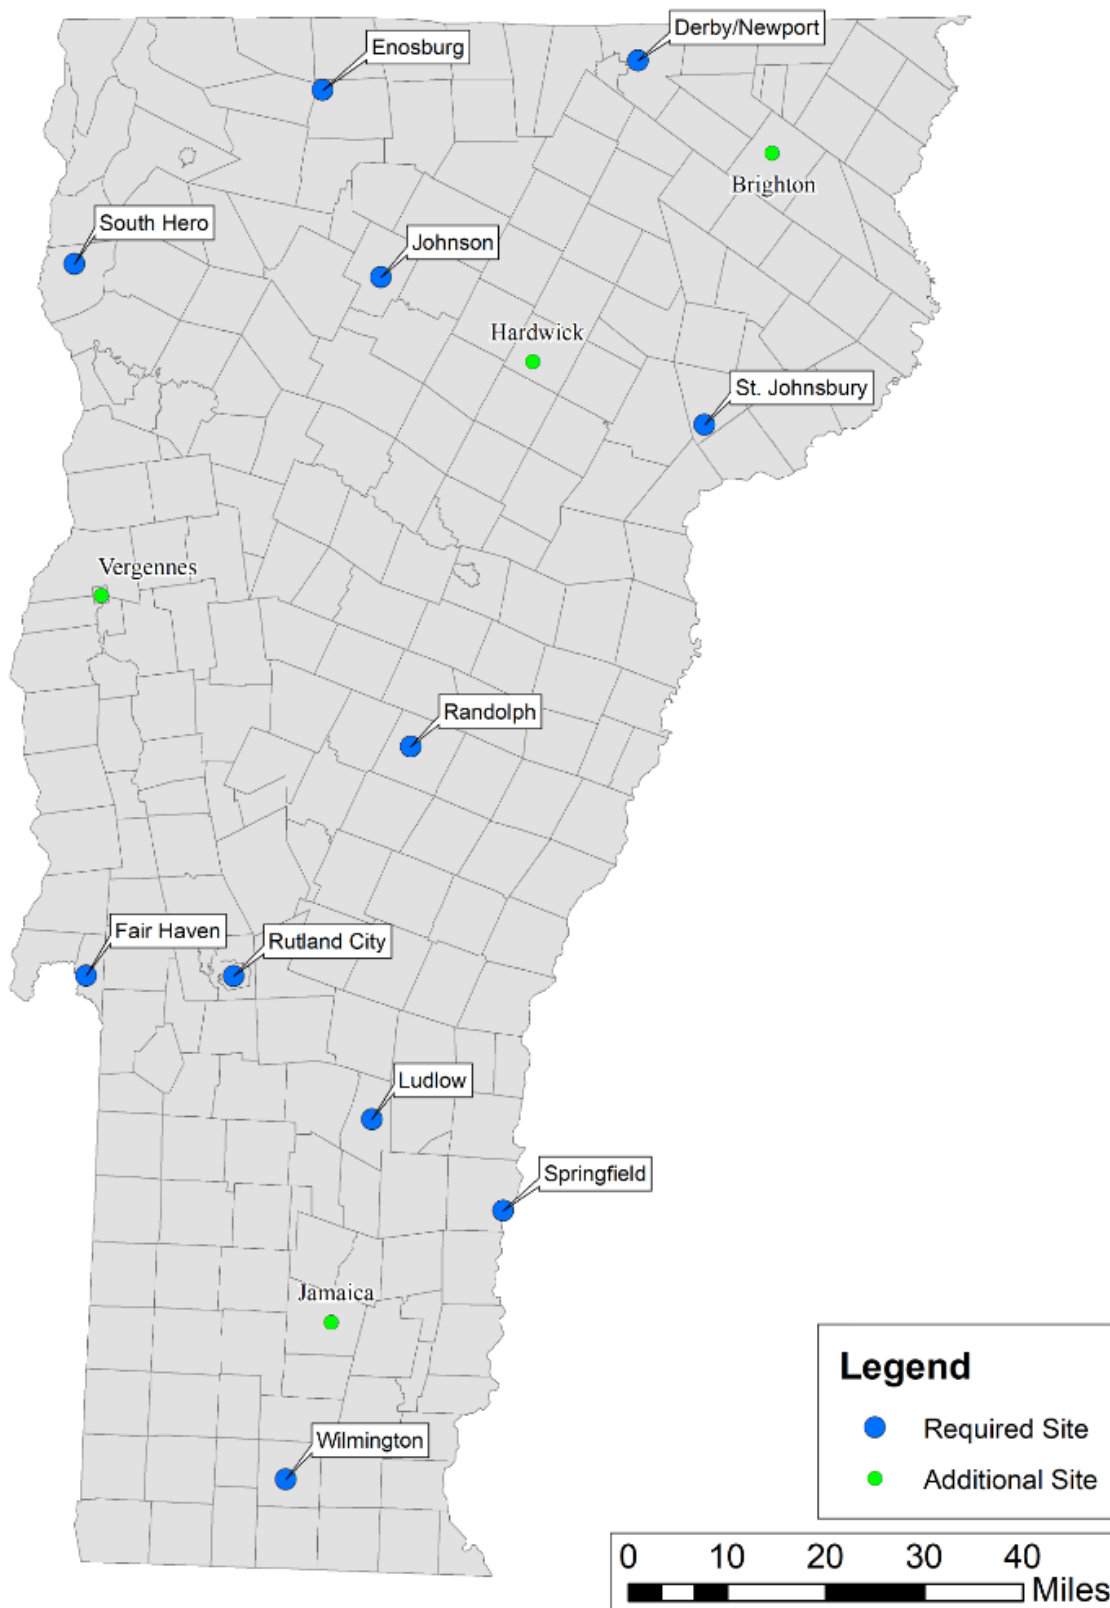 Derby/Newport
Enosburg
Brighton
South Hero
Johnson
Hardwick
St. Johnsbury
Vergennes
Randolph
Fair Haven
Rutland City
Ludlow
Springfield
Jamaica
Wilmington
Legend
Required Site
Additional Site
0 10 20 30 40
Miles